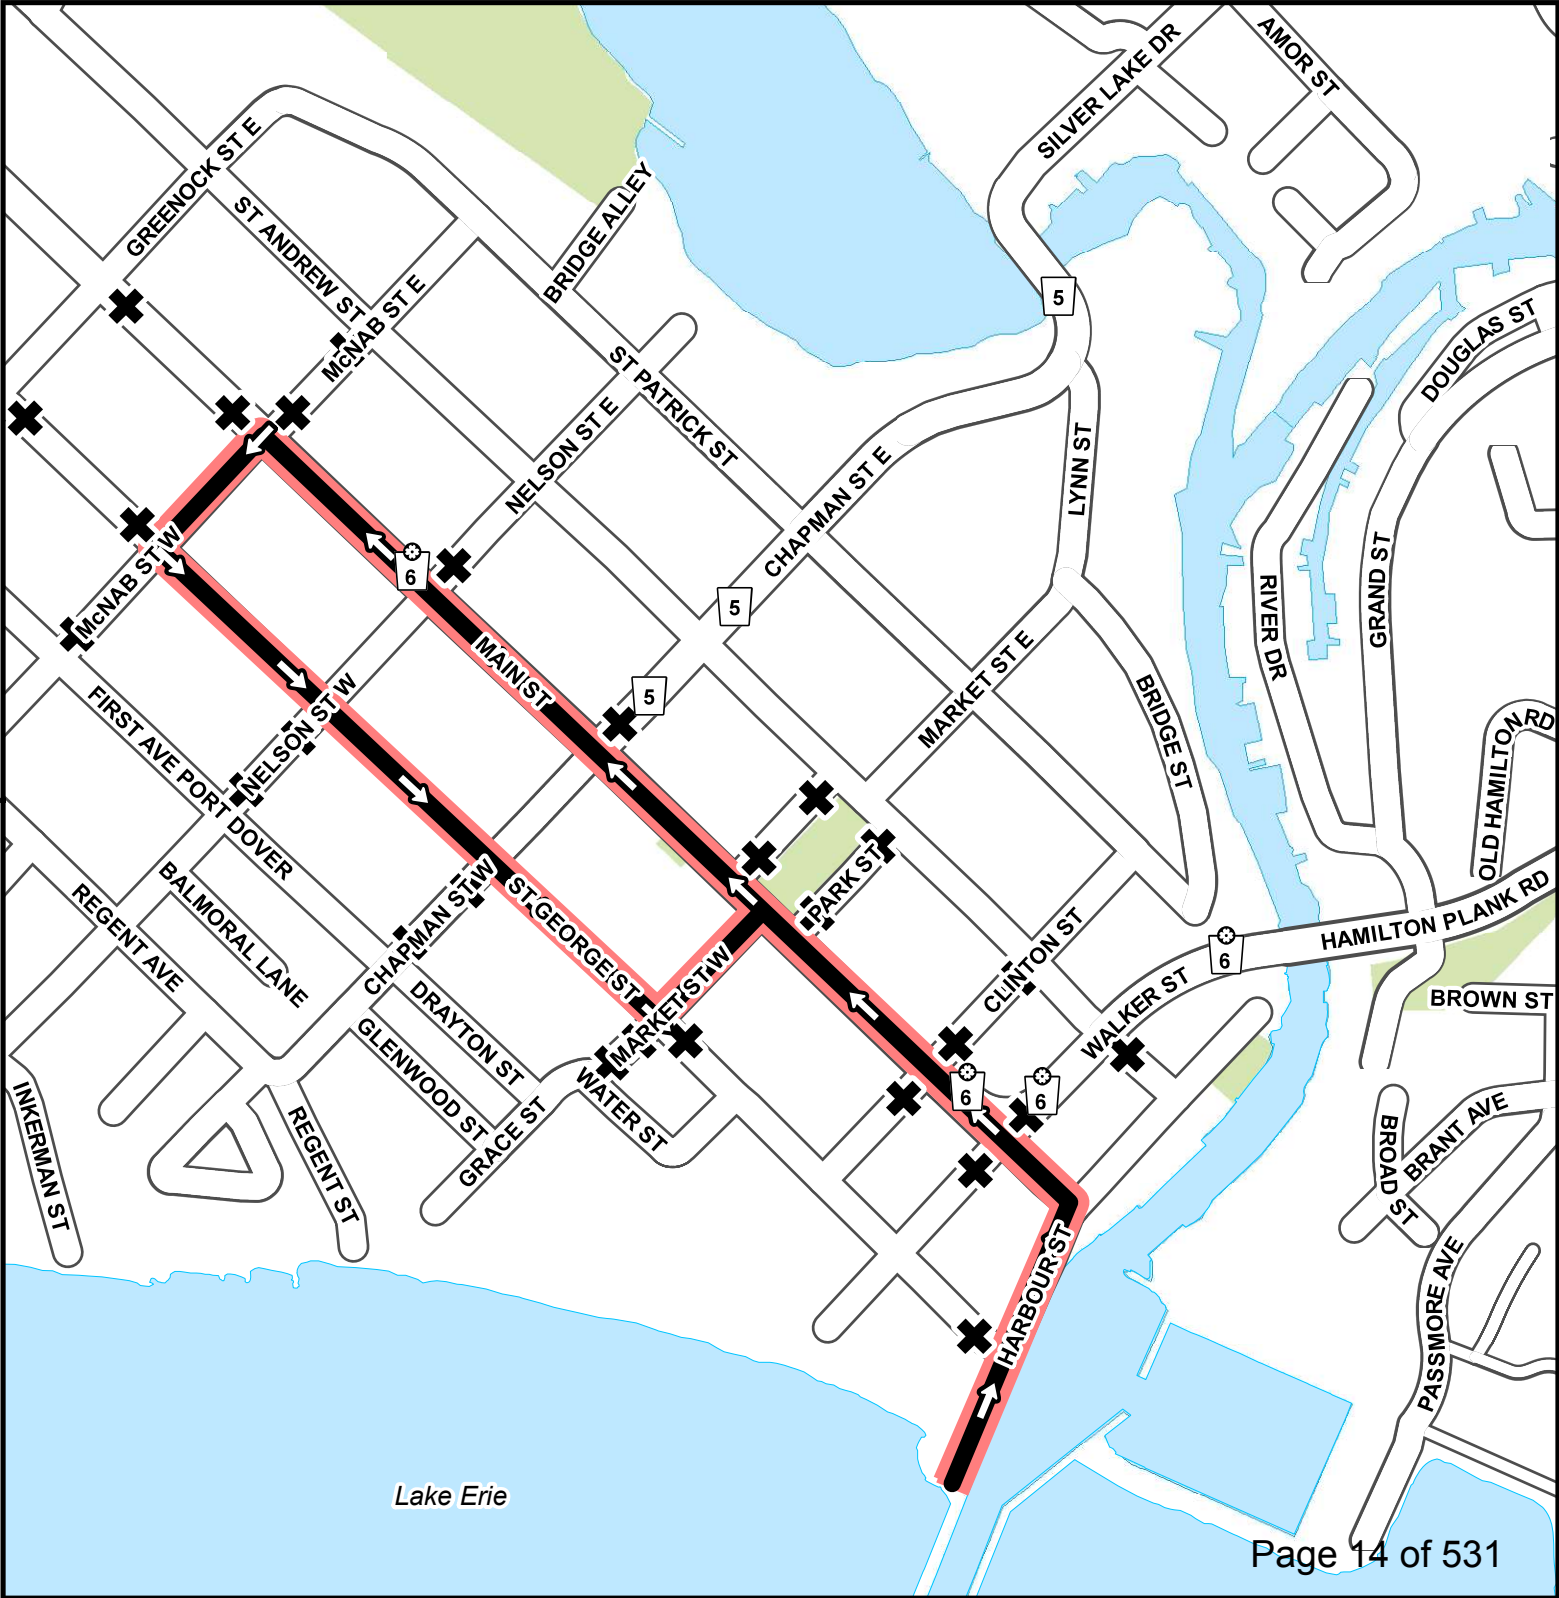 SILVER LAKE DR
AMOR ST
GREENOCK ST E
ST ANDREW ST
BRIDGE ALLEY
McNAB ST E
5
DOUGLAS ST
ST PATRICK ST
NELSON ST E
CHAPMAN ST E
LYNN ST
6
5
McNAB ST W
GRAND ST
RIVER DR
MAIN ST
5
MARKET ST E
NELSON ST W
BRIDGE ST
OLD HAMILTON RD
FIRST AVE PORT DOVER
PARK ST
BALMORAL LANE
REGENT AVE
CHAPMAN ST W
ST GEORGE ST
HAMILTON PLANK RD
6
CLINTON ST
WALKER ST
BROWN ST
MARKET ST W
DRAYTON ST
GLENWOOD ST
WATER ST
6
6
GRACE ST
INKERMAN ST
REGENT ST
BRANT AVE
BROAD ST
HARBOUR ST
PASSMORE AVE
Lake Erie
Page 14 of 531